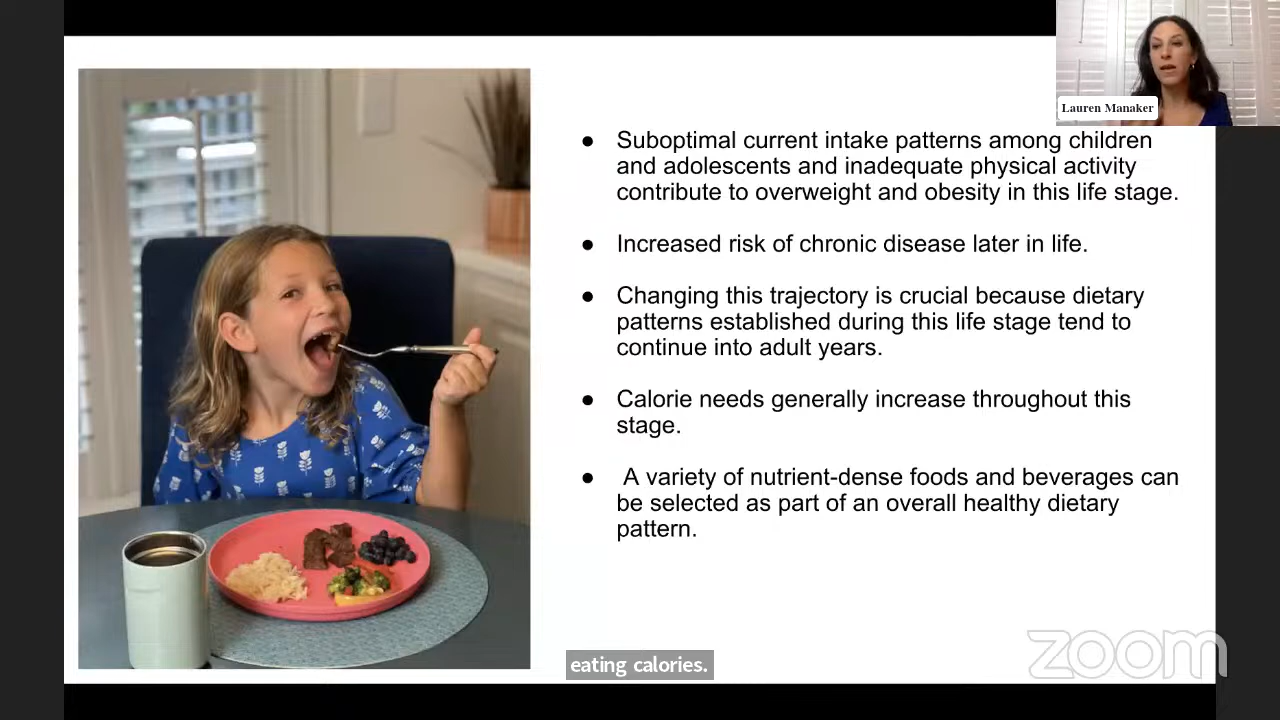 Lauren Manaker
● Suboptimal current intake patterns among children
and adolescents and inadequate physical activity
contribute to overweight and obesity in this life stage.
● Increased risk of chronic disease later in life.
● Changing this trajectory is crucial because dietary
patterns established during this life stage tend to
continue into adult years.
● Calorie needs generally increase throughout this
stage.
● A variety of nutrient-dense foods and beverages can
be selected as part of an overall healthy dietary
pattern.
zoom
eating calories.